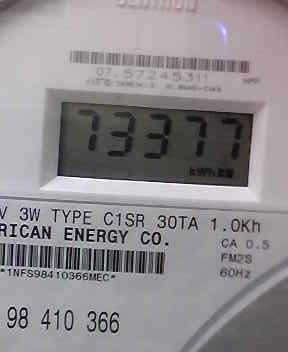 CENTRON
07.57245311
73377
kWh
V 3W TYPE C1SR 30TA 1.0Kh
RICAN ENERGY CO.
CA 0.5
FM2S
60Hz
*1NFS98410366MEC*
98 410 366